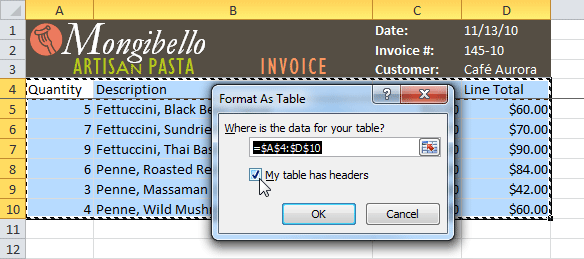 A B C D
1 Mongibello Date: 11/13/10
2 ARTISAN PASTA INVOICE Invoice #: 145-10
3 Customer: Café Aurora
4 Quantity Description Line Total
5 5 Fettuccini, Black Be $60.00
6 7 Fettuccini, Sundrie $70.00
7 9 Fettuccini, Thai Bas $90.00
8 6 Penne, Roasted Re $84.00
9 3 Penne, Massaman $42.00
10 4 Penne, Wild Mushr $60.00
11
12
Format As Table ?
Where is the data for your table?
=$A$4:$D$10
My table has headers
OK Cancel